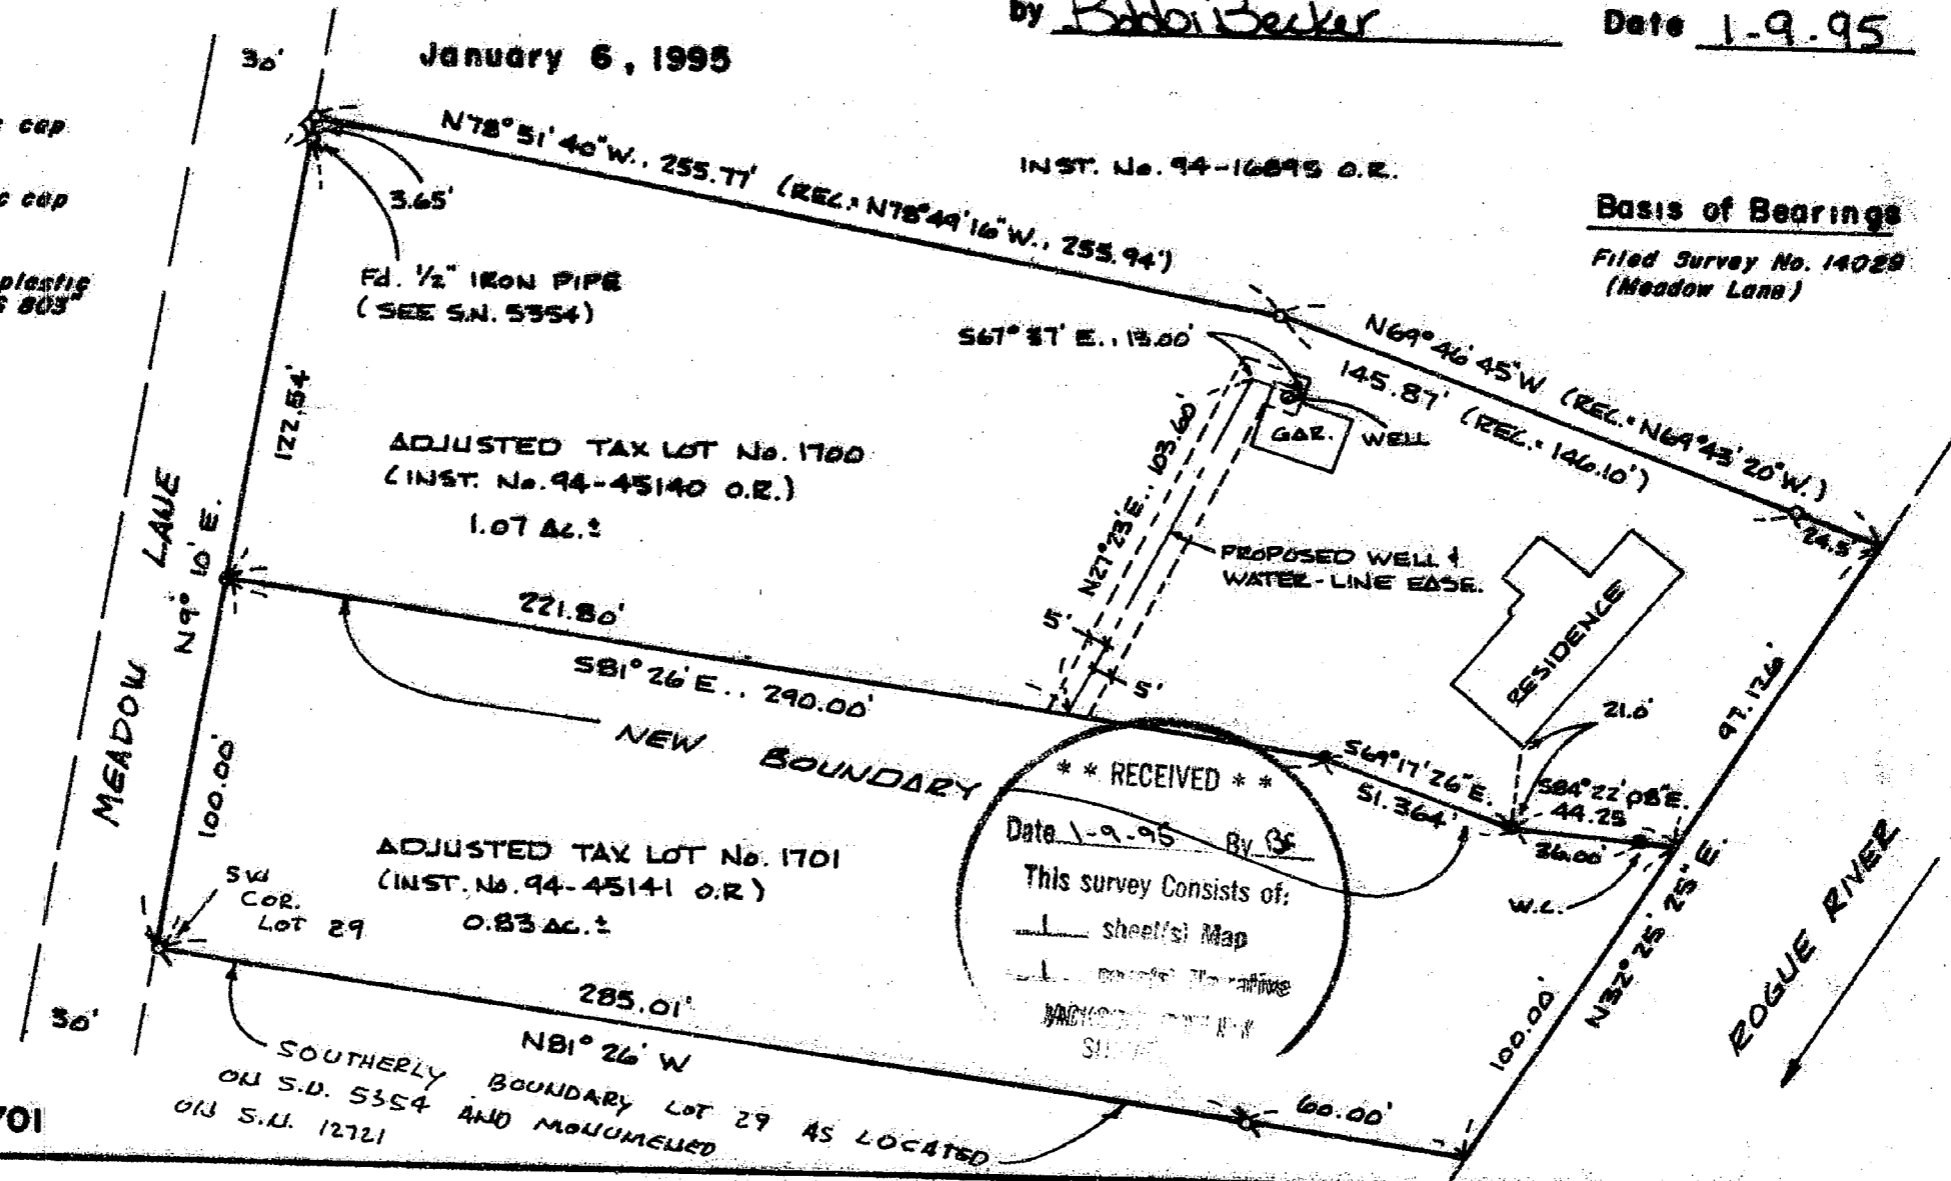 by Bobbi Becker
Date 1-9-95
January 6, 1995
30'
cap
cap
plastic
803"
N78°51'40"W., 255.77' (REC.= N78°49'16"W., 255.94')
INST. No. 94-16895 O.R.
Basis of Bearings
Filed Survey No. 14029
(Meadow Lane)
3.65'
Fd. 1/2" IRON PIPE
(SEE S.N. 5354)
S67°37'E., 13.00'
N69°46'45"W (REC.= N69°43'20"W.)
145.87' (REC.= 146.10')
24.5'
122.54'
ADJUSTED TAX LOT No. 1700
(INST. No. 94-45140 O.R.)
1.07 AC.±
GAR.
WELL
N27°23'E., 103.60'
PROPOSED WELL &
WATER-LINE EASE.
RESIDENCE
MEADOW LANE
N9°10'E.
221.80'
S81°26'E., 290.00'
5'
5'
21.0'
97.136'
NEW BOUNDARY
S69°17'26"E.
51.364'
S84°22'08"E.
44.25
36.00'
W.C.
100.00'
ADJUSTED TAX LOT No. 1701
(INST. No. 94-45141 O.R)
0.83 AC.±
* * RECEIVED * *
Date 1-9-95 By BF
This survey Consists of:
1 sheet(s) Map
1
SW
COR.
LOT 29
N32°25'25"E.
ROGUE RIVER
100.00'
30'
285.01'
N81°26'W
60.00'
SOUTHERLY BOUNDARY LOT 29 AS LOCATED
ON S.N. 5354 AND MONUMENED
ON S.N. 12721
701